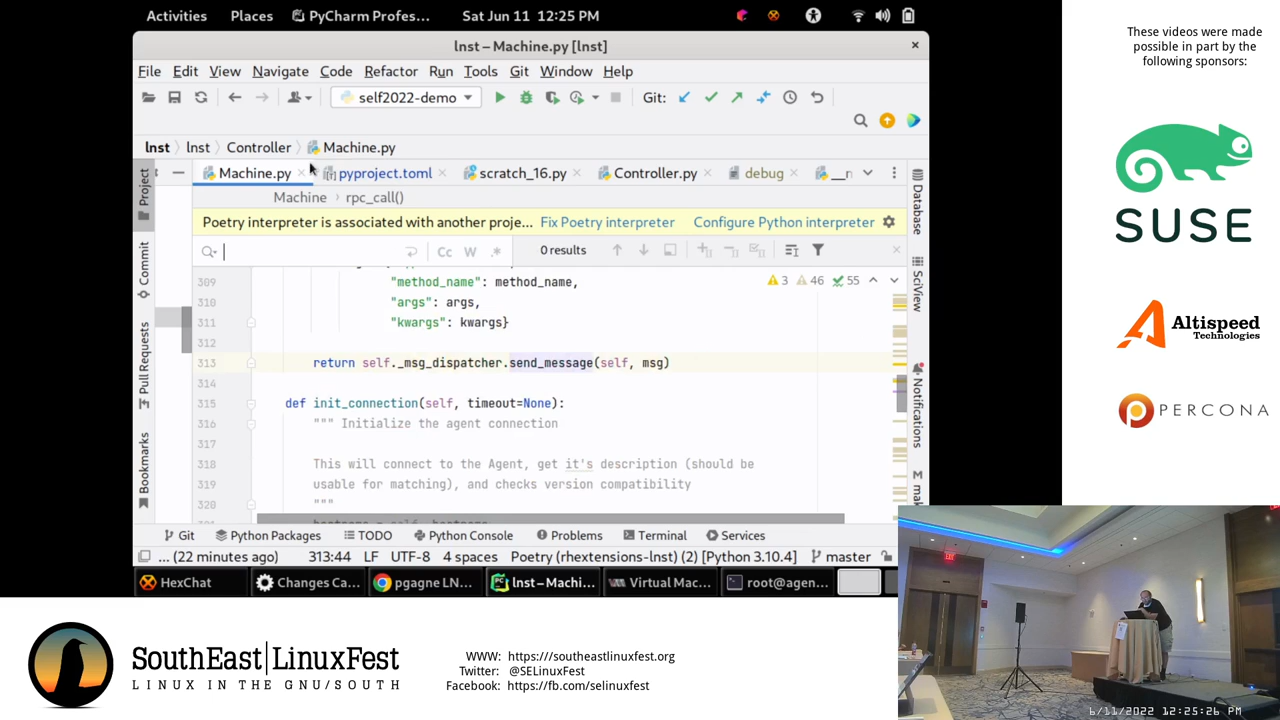 Activities Places PyCharm Profes... Sat Jun 11 12:25 PM
lnst – Machine.py [lnst]
File Edit View Navigate Code Refactor Run Tools Git Window Help
self2022-demo Git:
lnst lnst Controller Machine.py
Machine.py pyproject.toml scratch_16.py Controller.py debug
Machine rpc_call()
Poetry interpreter is associated with another proje... Fix Poetry interpreter Configure Python interpreter
Cc W .* 0 results
309 "method_name": method_name,
310 "args": args,
311 "kwargs": kwargs}
312
313 return self._msg_dispatcher.send_message(self, msg)
314
315 def init_connection(self, timeout=None):
316 """ Initialize the agent connection
317
318 This will connect to the Agent, get it's description (should be
319 usable for matching), and checks version compatibility
320 """
3 46 55
Project
Commit
Pull Requests
Bookmarks
Database
SciView
Notifications
Git Python Packages TODO Python Console Problems Terminal Services
... (22 minutes ago) 313:44 LF UTF-8 4 spaces Poetry (rhextensions-lnst) (2) [Python 3.10.4] master
HexChat Changes Ca... pgagne LN... lnst – Machi... Virtual Mac... root@agen...
These videos were made
possible in part by the
following sponsors:
SUSE
Altispeed
Technologies
PERCONA
SouthEast LinuxFest
LINUX IN THE GNU/SOUTH
WWW: https:///southeastlinuxfest.org
Twitter: @SELinuxFest
Facebook: https://fb.com/selinuxfest
6/11/2022 12:25:26 PM